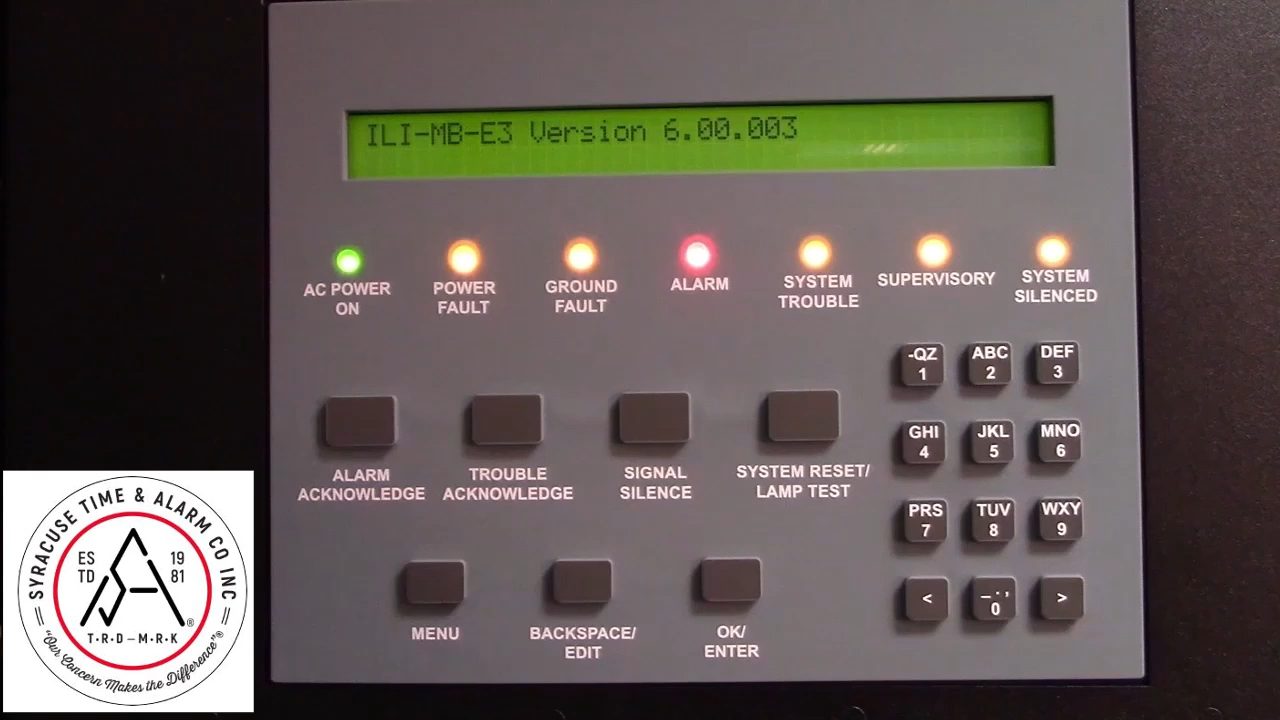 ILI-MB-E3 Version 6.00.003
AC POWER
ON
POWER
FAULT
GROUND
FAULT
ALARM
SYSTEM
TROUBLE
SUPERVISORY
SYSTEM
SILENCED
-QZ
1
ABC
2
DEF
3
GHI
4
JKL
5
MNO
6
PRS
7
TUV
8
WXY
9
<
_ . ,
0
>
ALARM
ACKNOWLEDGE
TROUBLE
ACKNOWLEDGE
SIGNAL
SILENCE
SYSTEM RESET/
LAMP TEST
MENU
BACKSPACE/
EDIT
OK/
ENTER
SYRACUSE TIME & ALARM CO INC
ES
TD
19
81
®
T•R•D–M•R•K
"Our Concern Makes the Difference"®